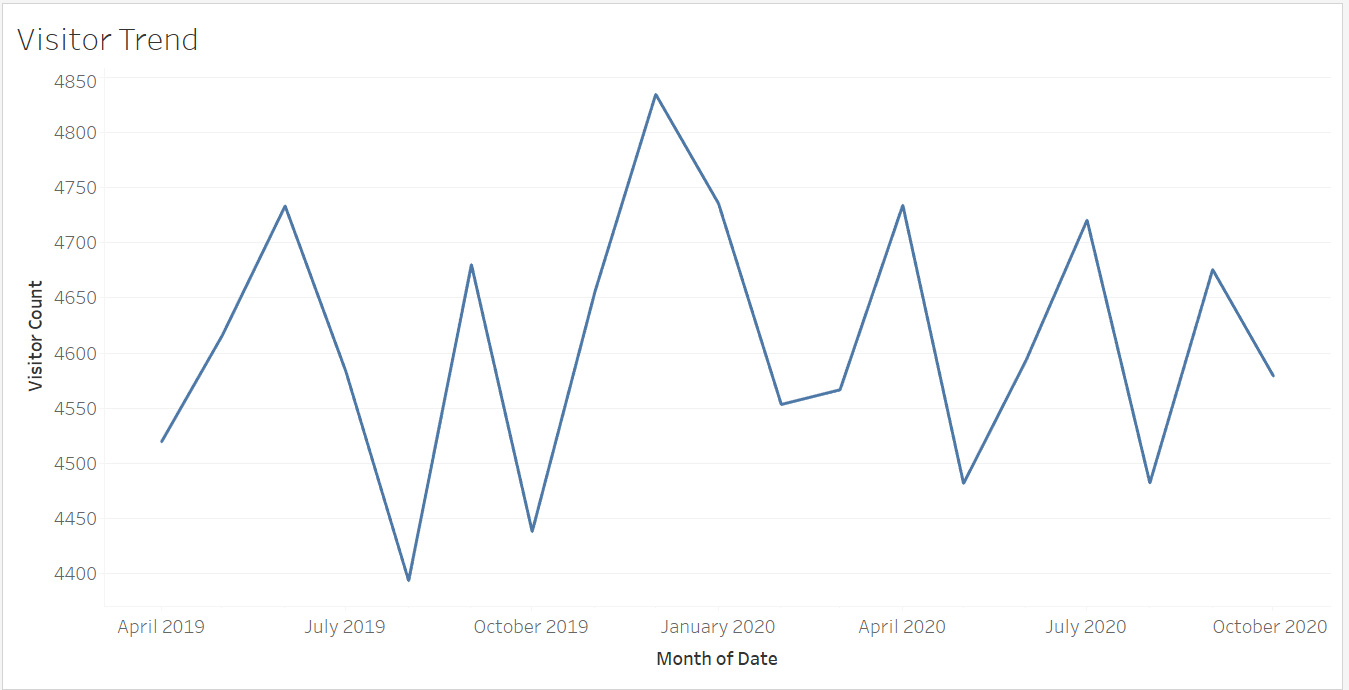 Visitor Trend
4850
4800
4750
4700
4650
4600
4550
4500
4450
4400
Visitor Count
April 2019 July 2019 October 2019 January 2020 April 2020 July 2020 October 2020
Month of Date